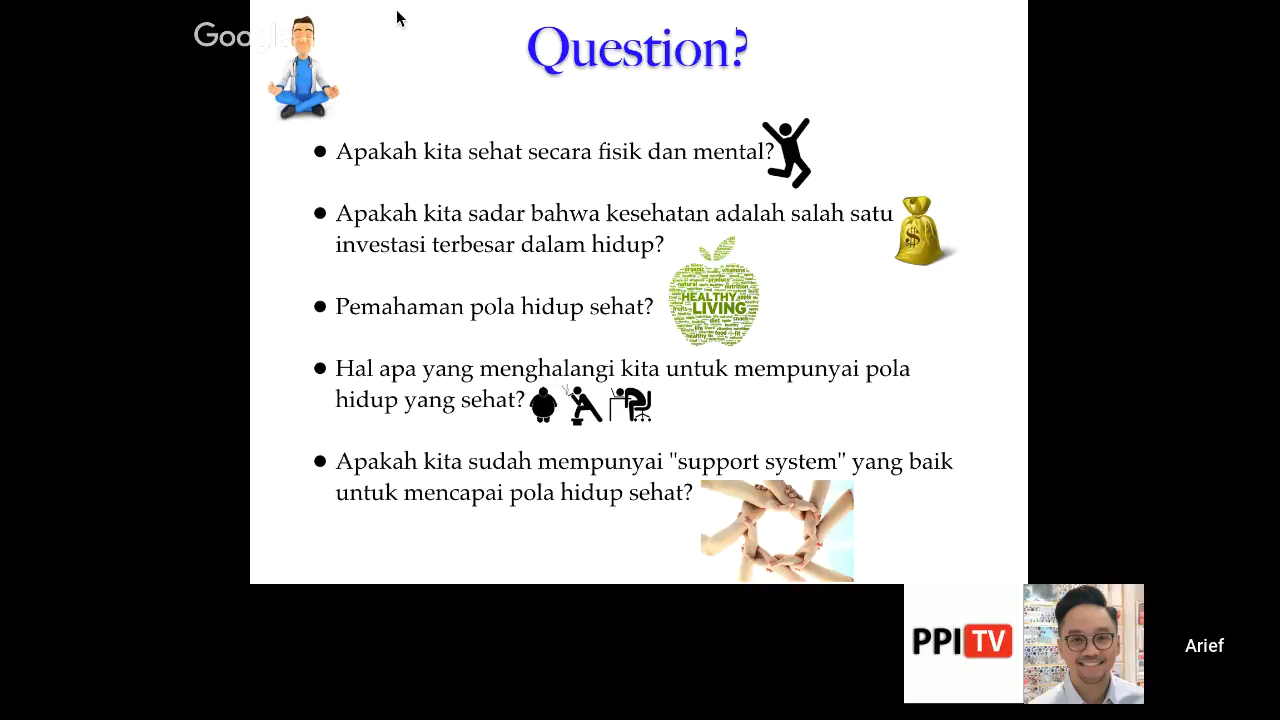 Google
Question?
● Apakah kita sehat secara fisik dan mental?
● Apakah kita sadar bahwa kesehatan adalah salah satu
investasi terbesar dalam hidup?
● Pemahaman pola hidup sehat?
HEALTHY
LIVING
● Hal apa yang menghalangi kita untuk mempunyai pola
hidup yang sehat?
● Apakah kita sudah mempunyai "support system" yang baik
untuk mencapai pola hidup sehat?
PPI TV
Arief